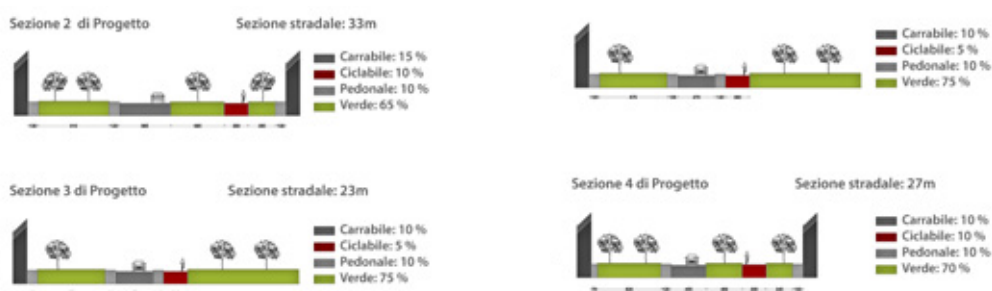 Sezione 2 di Progetto Sezione stradale: 33m
Carrabile: 15 %
Ciclabile: 10 %
Pedonale: 10 %
Verde: 65 %
Carrabile: 10 %
Ciclabile: 5 %
Pedonale: 10 %
Verde: 75 %
Sezione 3 di Progetto Sezione stradale: 23m
Carrabile: 10 %
Ciclabile: 5 %
Pedonale: 10 %
Verde: 75 %
Sezione 4 di Progetto Sezione stradale: 27m
Carrabile: 10 %
Ciclabile: 10 %
Pedonale: 10 %
Verde: 70 %